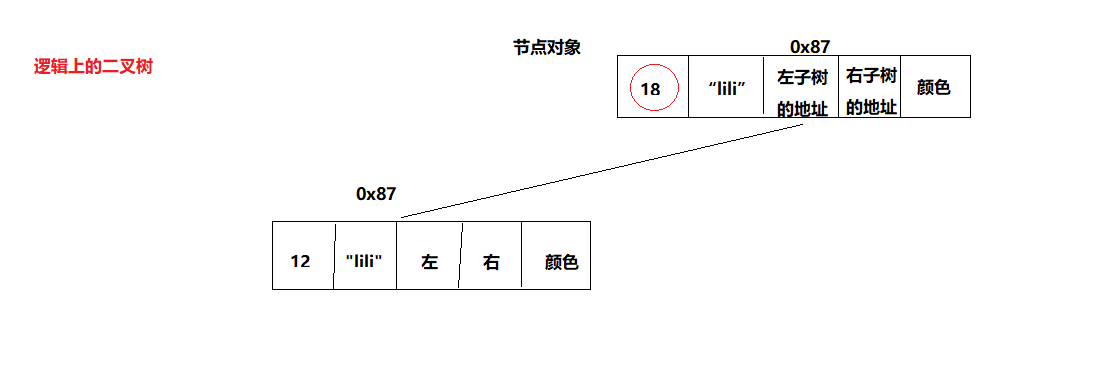 节点对象
0x87
逻辑上的二叉树
18
“lili”
左子树
的地址
右子树
的地址
颜色
0x87
12
"lili"
左
右
颜色